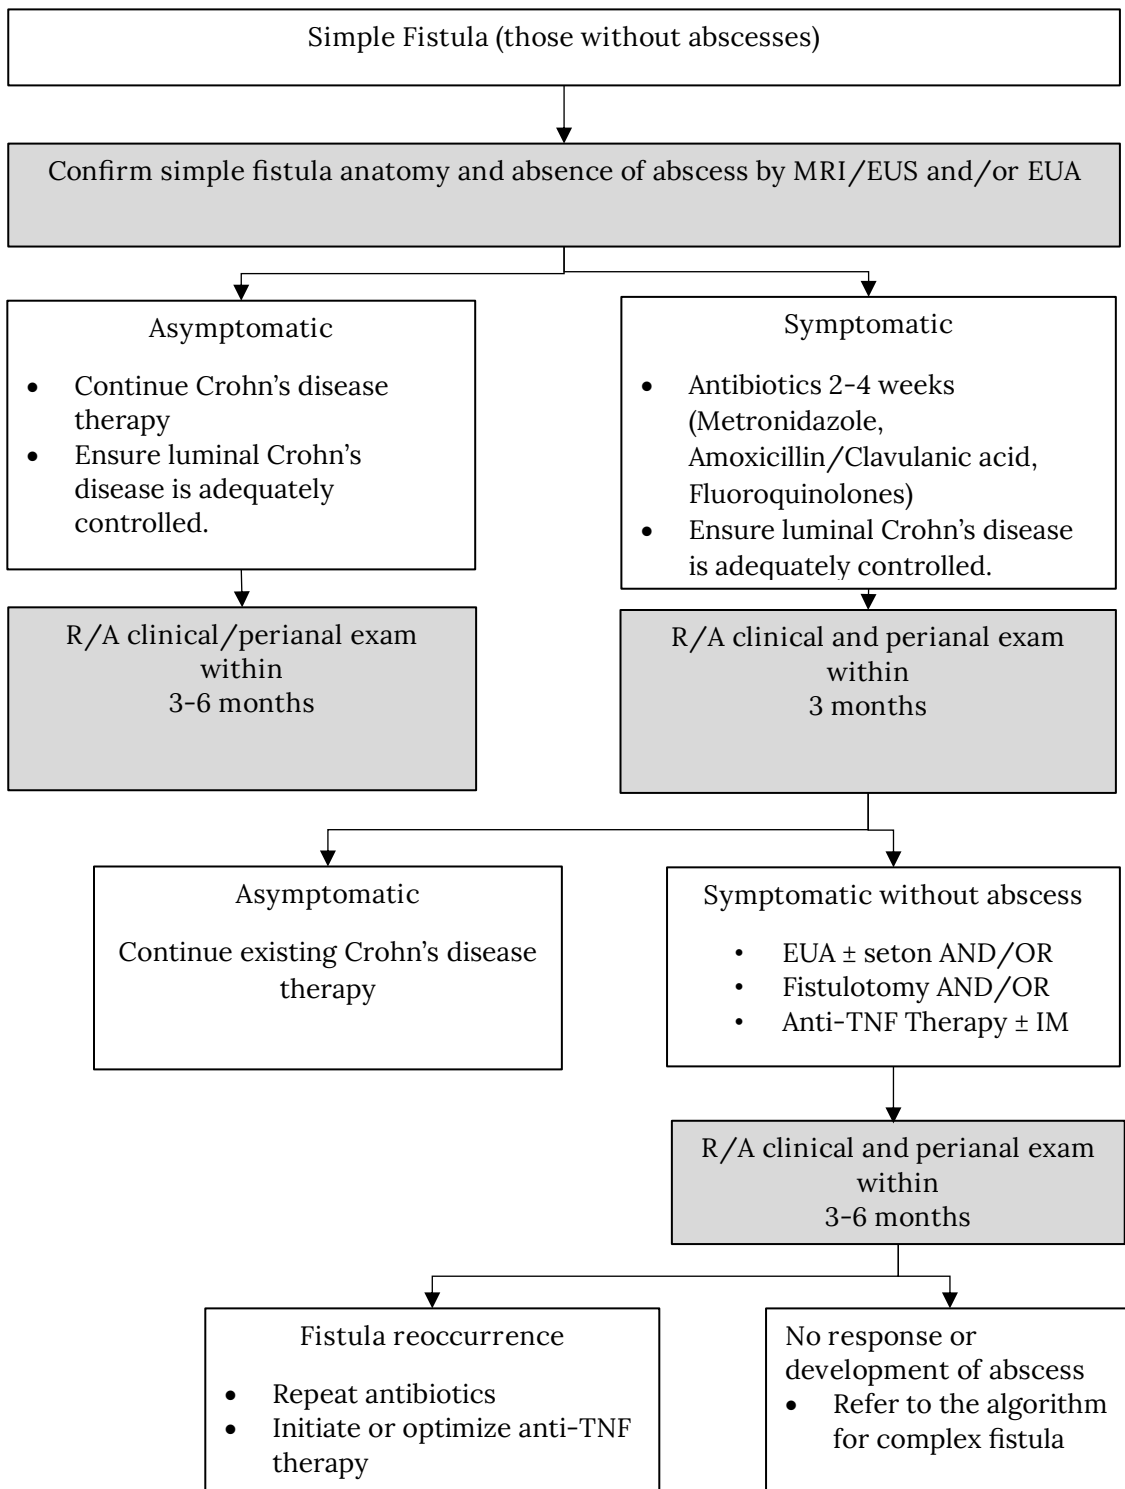 Simple Fistula (those without abscesses)
Confirm simple fistula anatomy and absence of abscess by MRI/EUS and/or EUA
Asymptomatic
• Continue Crohn's disease
therapy
• Ensure luminal Crohn's
disease is adequately
controlled.
Symptomatic
• Antibiotics 2-4 weeks
(Metronidazole,
Amoxicillin/Clavulanic acid,
Fluoroquinolones)
• Ensure luminal Crohn's disease
is adequately controlled.
R/A clinical/perianal exam
within
3-6 months
R/A clinical and perianal exam
within
3 months
Asymptomatic
Continue existing Crohn's disease
therapy
Symptomatic without abscess
• EUA ± seton AND/OR
• Fistulotomy AND/OR
• Anti-TNF Therapy ± IM
R/A clinical and perianal exam
within
3-6 months
Fistula reoccurrence
• Repeat antibiotics
• Initiate or optimize anti-TNF
therapy
No response or
development of abscess
• Refer to the algorithm
for complex fistula